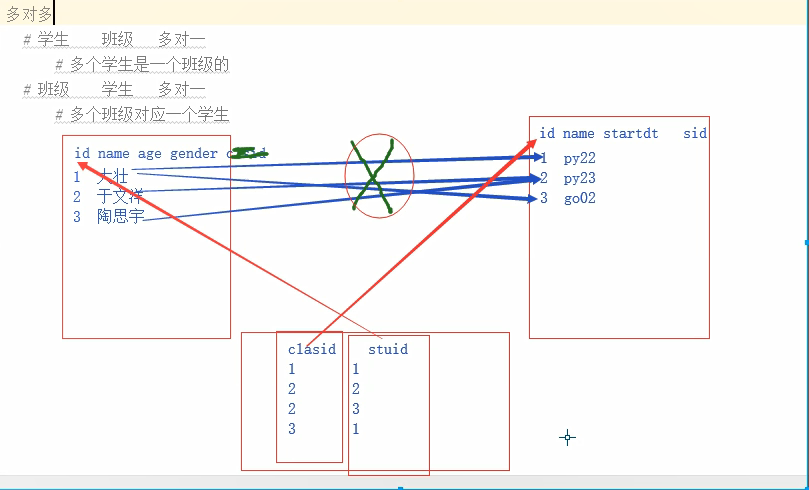 多对多
# 学生 班级 多对一
# 多个学生是一个班级的
# 班级 学生 多对一
# 多个班级对应一个学生
id name age gender
1 大壮
2 于文洋
3 陶思宇
id name startdt sid
1 py22
2 py23
3 go02
clasid stuid
1 1
2 2
2 3
3 1